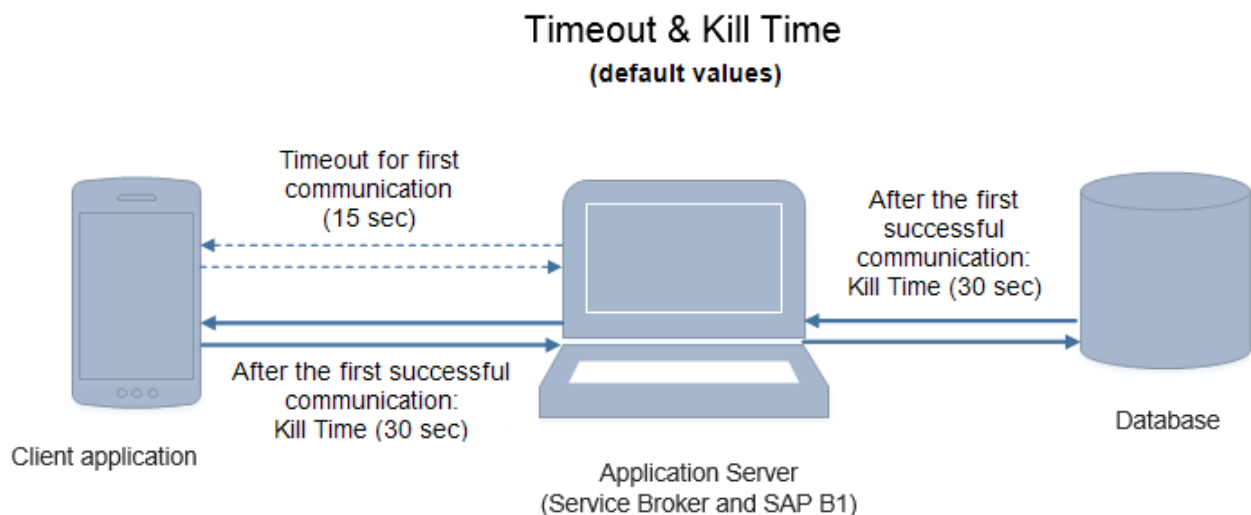 Timeout & Kill Time
(default values)
Timeout for first
communication
(15 sec)
After the first
successful
communication:
Kill Time (30 sec)
After the first successful
communication:
Kill Time (30 sec)
Client application
Application Server
(Service Broker and SAP B1)
Database